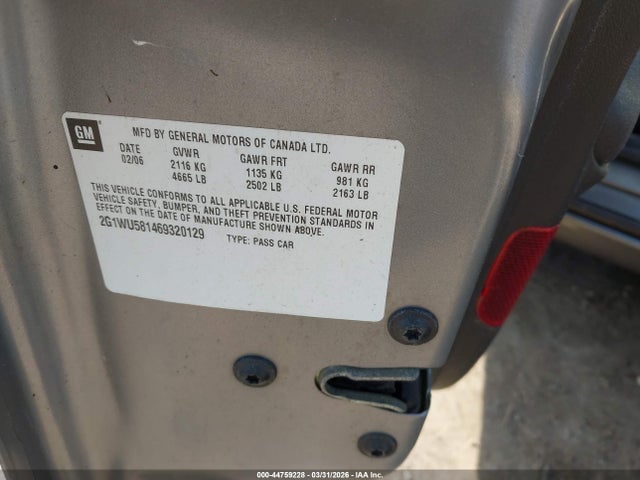 GM
MFD BY GENERAL MOTORS OF CANADA LTD.
DATE GVWR GAWR FRT GAWR RR
02/06 2116 KG 1135 KG 981 KG
4665 LB 2502 LB 2163 LB
THIS VEHICLE CONFORMS TO ALL APPLICABLE U.S. FEDERAL MOTOR
VEHICLE SAFETY, BUMPER, AND THEFT PREVENTION STANDARDS IN
EFFECT ON THE DATE OF MANUFACTURE SHOWN ABOVE.
2G1WU581469320129 TYPE: PASS CAR
000-44759228 - 03/31/2026 - IAA Inc.